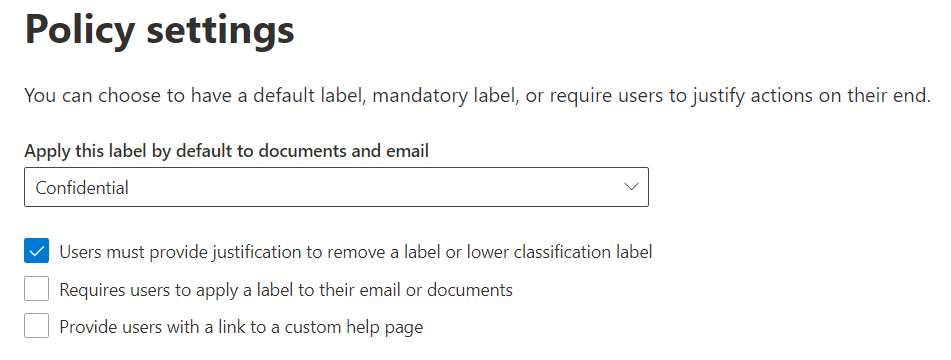 Policy settings
You can choose to have a default label, mandatory label, or require users to justify actions on their end.
Apply this label by default to documents and email
Confidential
Users must provide justification to remove a label or lower classification label
Requires users to apply a label to their email or documents
Provide users with a link to a custom help page